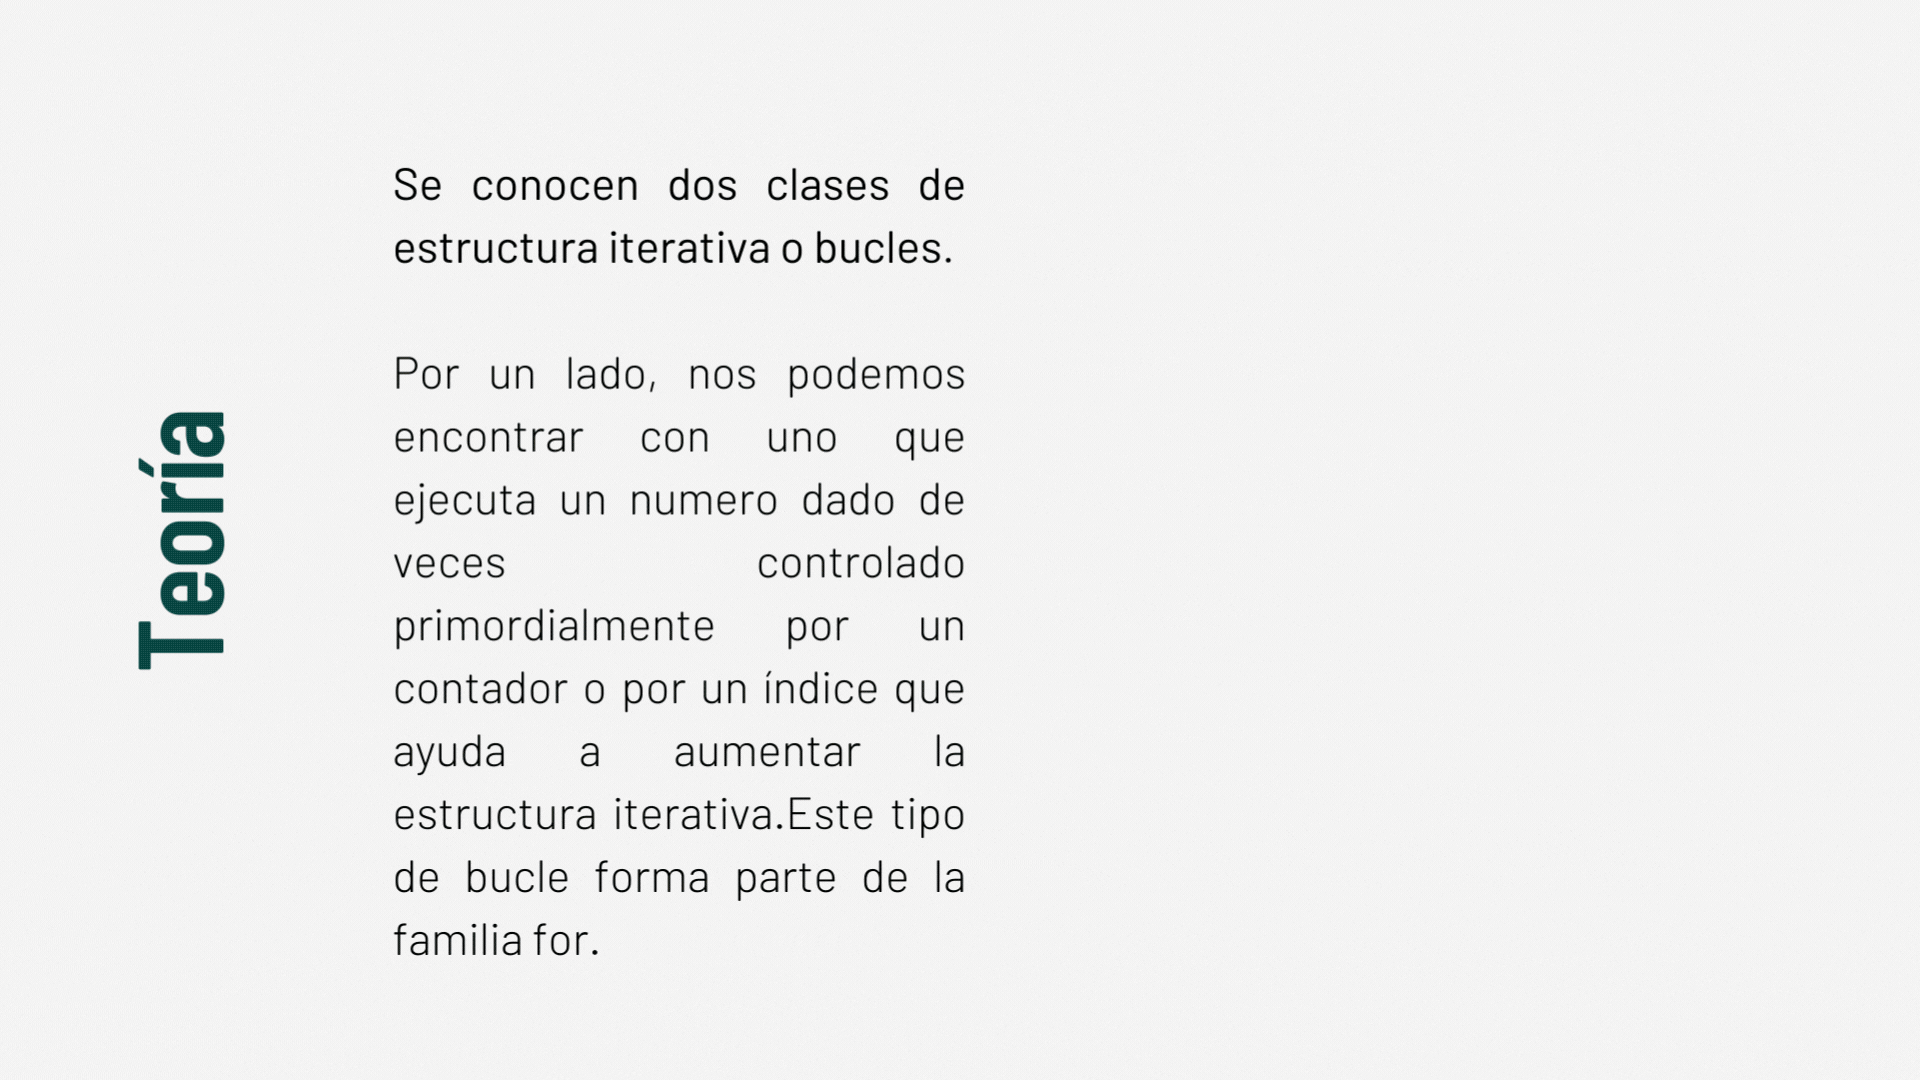 Teoría
Se conocen dos clases de
estructura iterativa o bucles.
Por un lado, nos podemos
encontrar con uno que
ejecuta un numero dado de
veces controlado
primordialmente por un
contador o por un índice que
ayuda a aumentar la
estructura iterativa.Este tipo
de bucle forma parte de la
familia for.